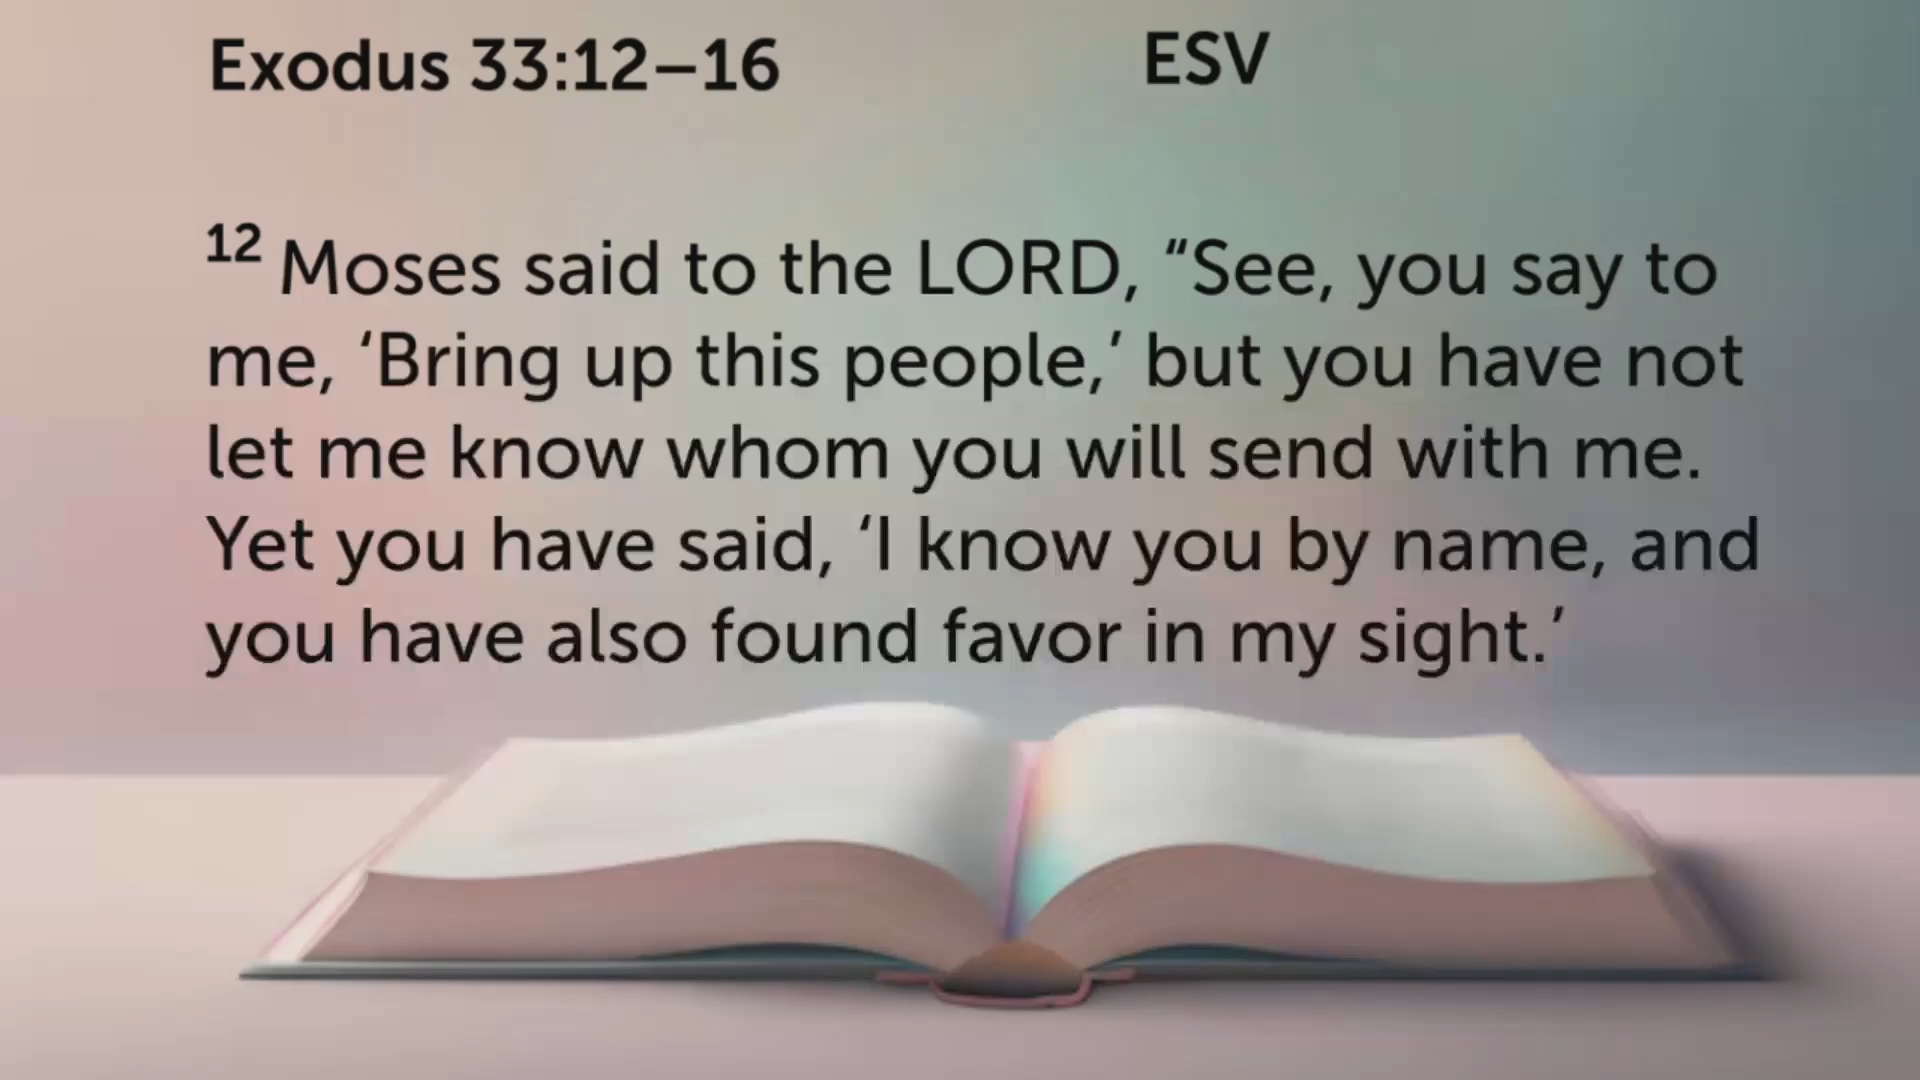 Exodus 33:12–16 ESV
12 Moses said to the LORD, “See, you say to
me, ‘Bring up this people,’ but you have not
let me know whom you will send with me.
Yet you have said, ‘I know you by name, and
you have also found favor in my sight.’